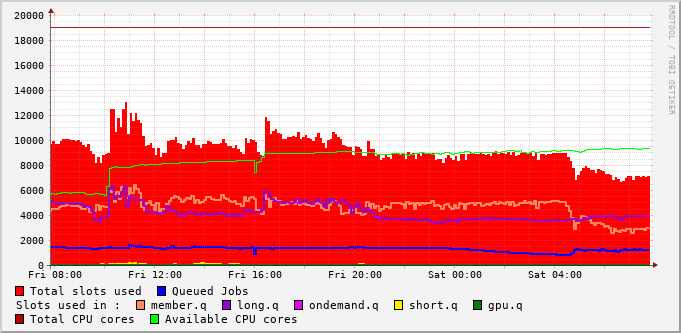 20000
18000
16000
14000
12000
10000
8000
6000
4000
2000
0
Fri 08:00 Fri 12:00 Fri 16:00 Fri 20:00 Sat 00:00 Sat 04:00
Total slots used Queued Jobs
Slots used in : member.q long.q ondemand.q short.q gpu.q
Total CPU cores Available CPU cores
RRDTOOL / TOBI OETIKER